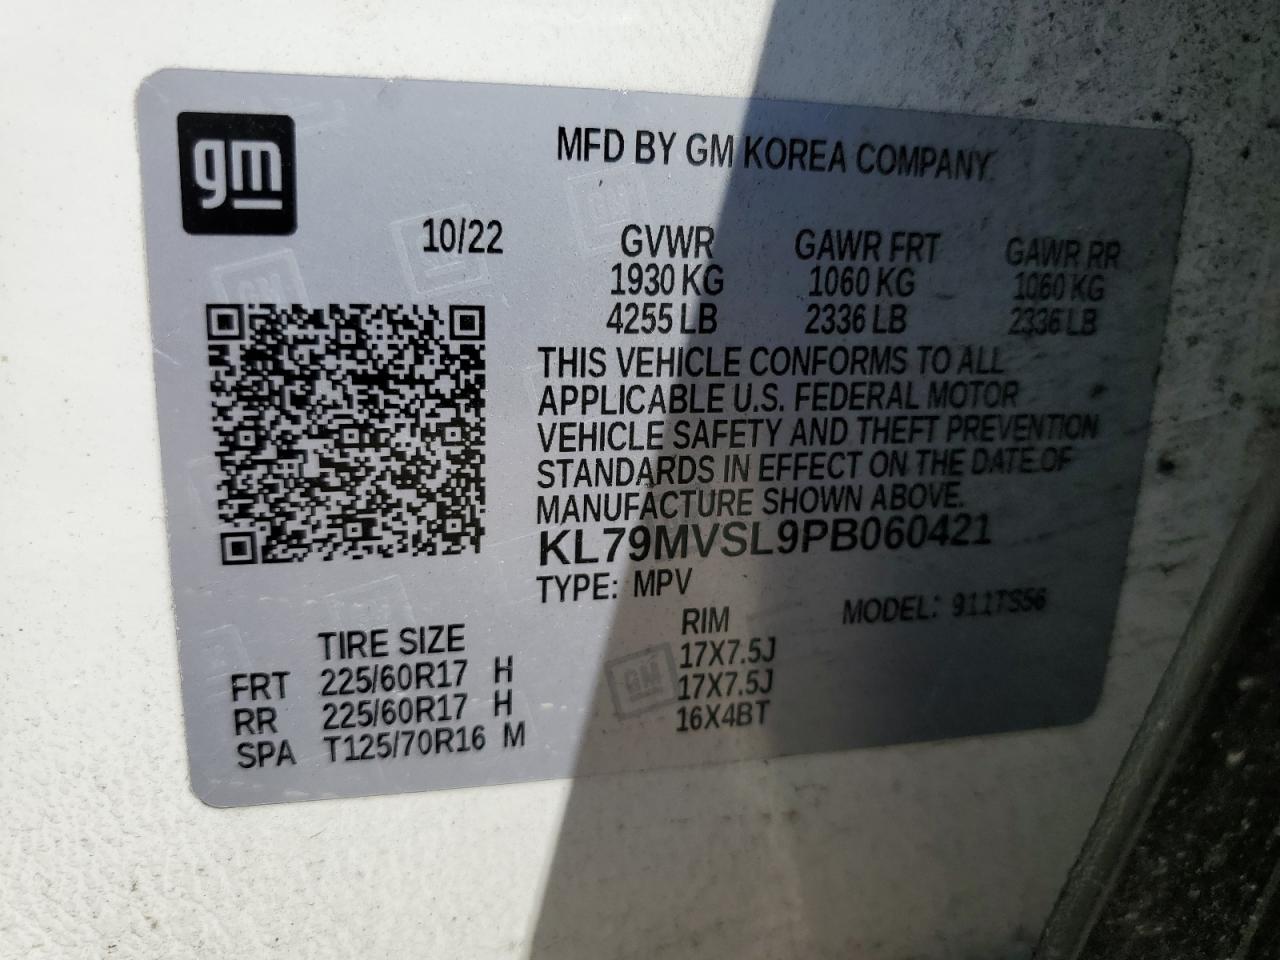 gm
MFD BY GM KOREA COMPANY
10/22
GVWR GAWR FRT GAWR RR
1930 KG 1060 KG 1060 KG
4255 LB 2336 LB 2336 LB
THIS VEHICLE CONFORMS TO ALL
APPLICABLE U.S. FEDERAL MOTOR
VEHICLE SAFETY AND THEFT PREVENTION
STANDARDS IN EFFECT ON THE DATE OF
MANUFACTURE SHOWN ABOVE.
KL79MVSL9PB060421
TYPE: MPV MODEL: 911TS56
TIRE SIZE RIM
FRT 225/60R17 H 17X7.5J
RR 225/60R17 H 17X7.5J
SPA T125/70R16 M 16X4BT
GM